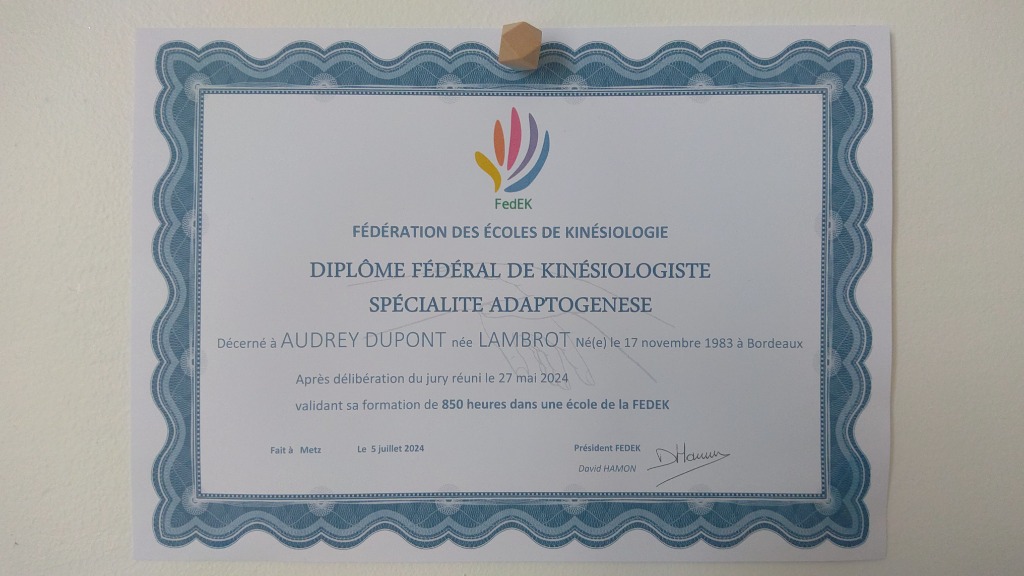 FedEK
FÉDÉRATION DES ÉCOLES DE KINÉSIOLOGIE
DIPLÔME FÉDÉRAL DE KINÉSIOLOGISTE
SPÉCIALITE ADAPTOGENESE
Décerné à AUDREY DUPONT née LAMBROT Né(e) le 17 novembre 1983 à Bordeaux
Après délibération du jury réuni le 27 mai 2024
validant sa formation de 850 heures dans une école de la FEDEK
Fait à Metz Le 5 juillet 2024 Président FEDEK
David HAMON
DHamon